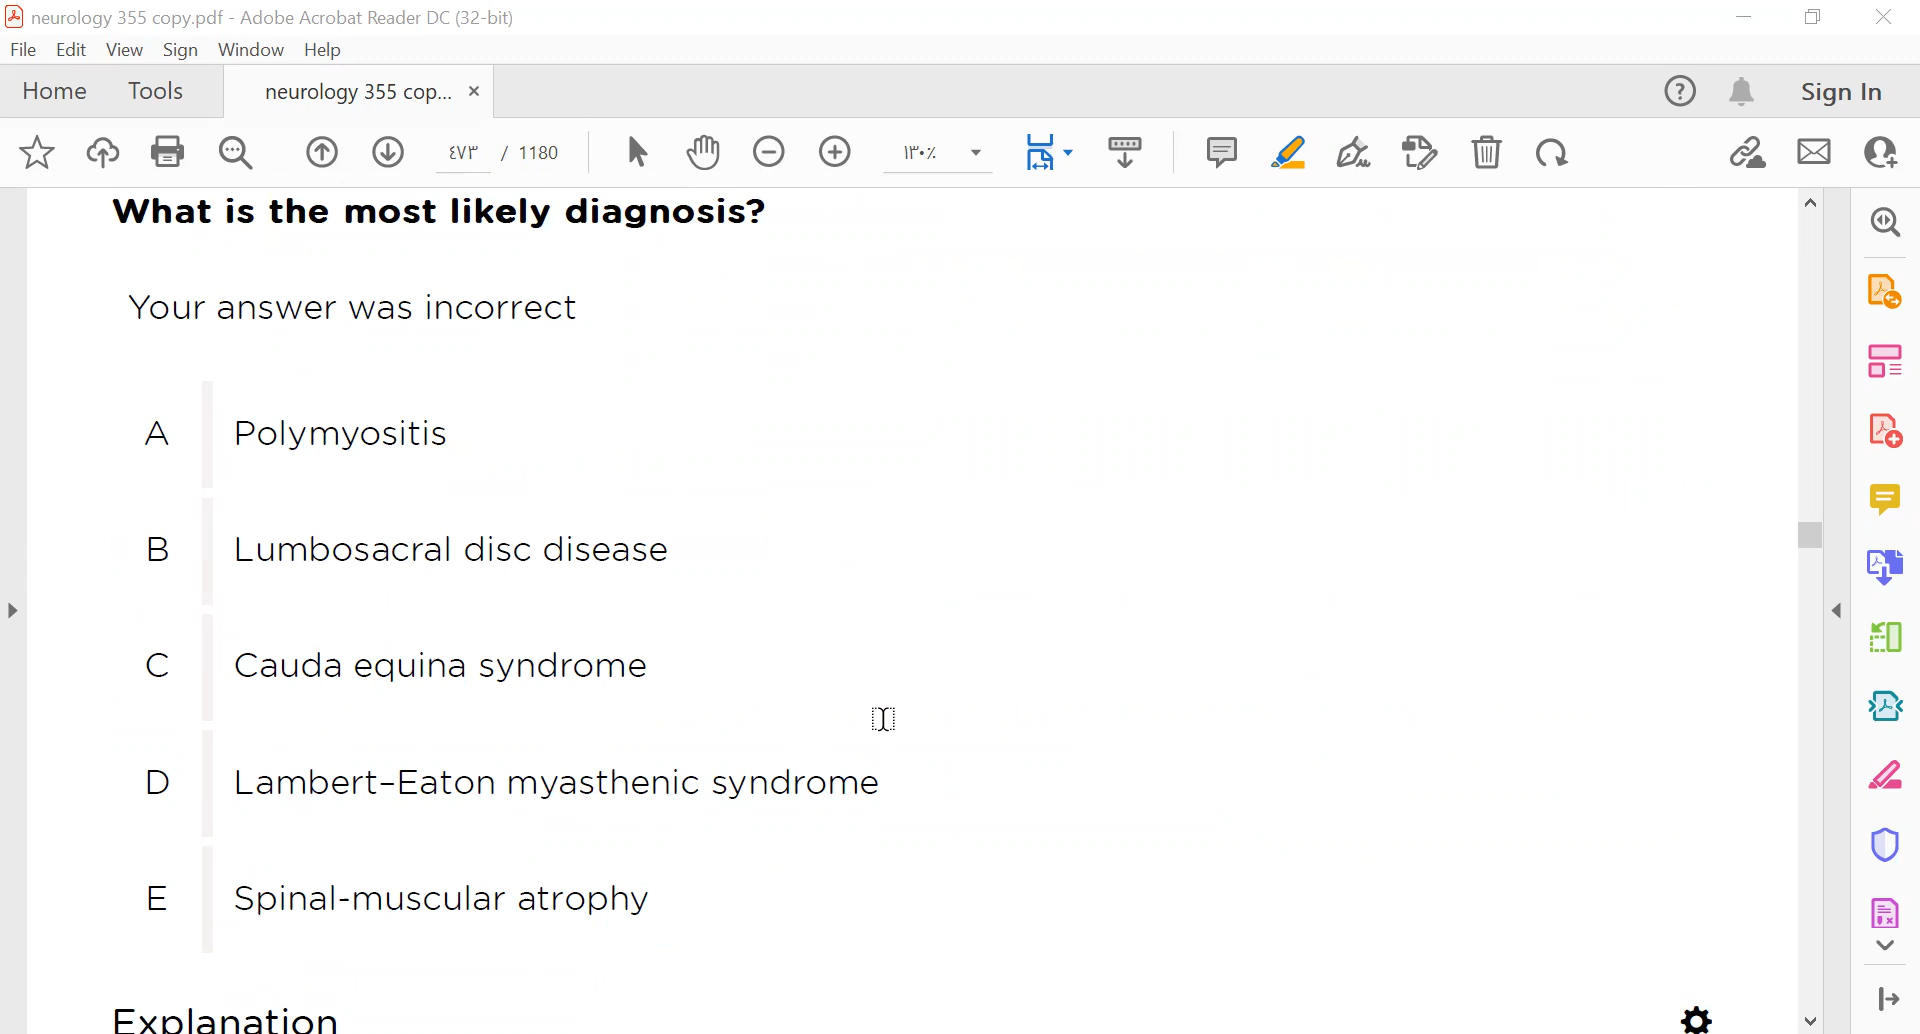 neurology 355 copy.pdf - Adobe Acrobat Reader DC (32-bit)
File Edit View Sign Window Help
Home Tools neurology 355 cop... × Sign In
٤٧٣ / 1180 ١٣٠٪
What is the most likely diagnosis?
Your answer was incorrect
A Polymyositis
B Lumbosacral disc disease
C Cauda equina syndrome
D Lambert–Eaton myasthenic syndrome
E Spinal-muscular atrophy
Explanation